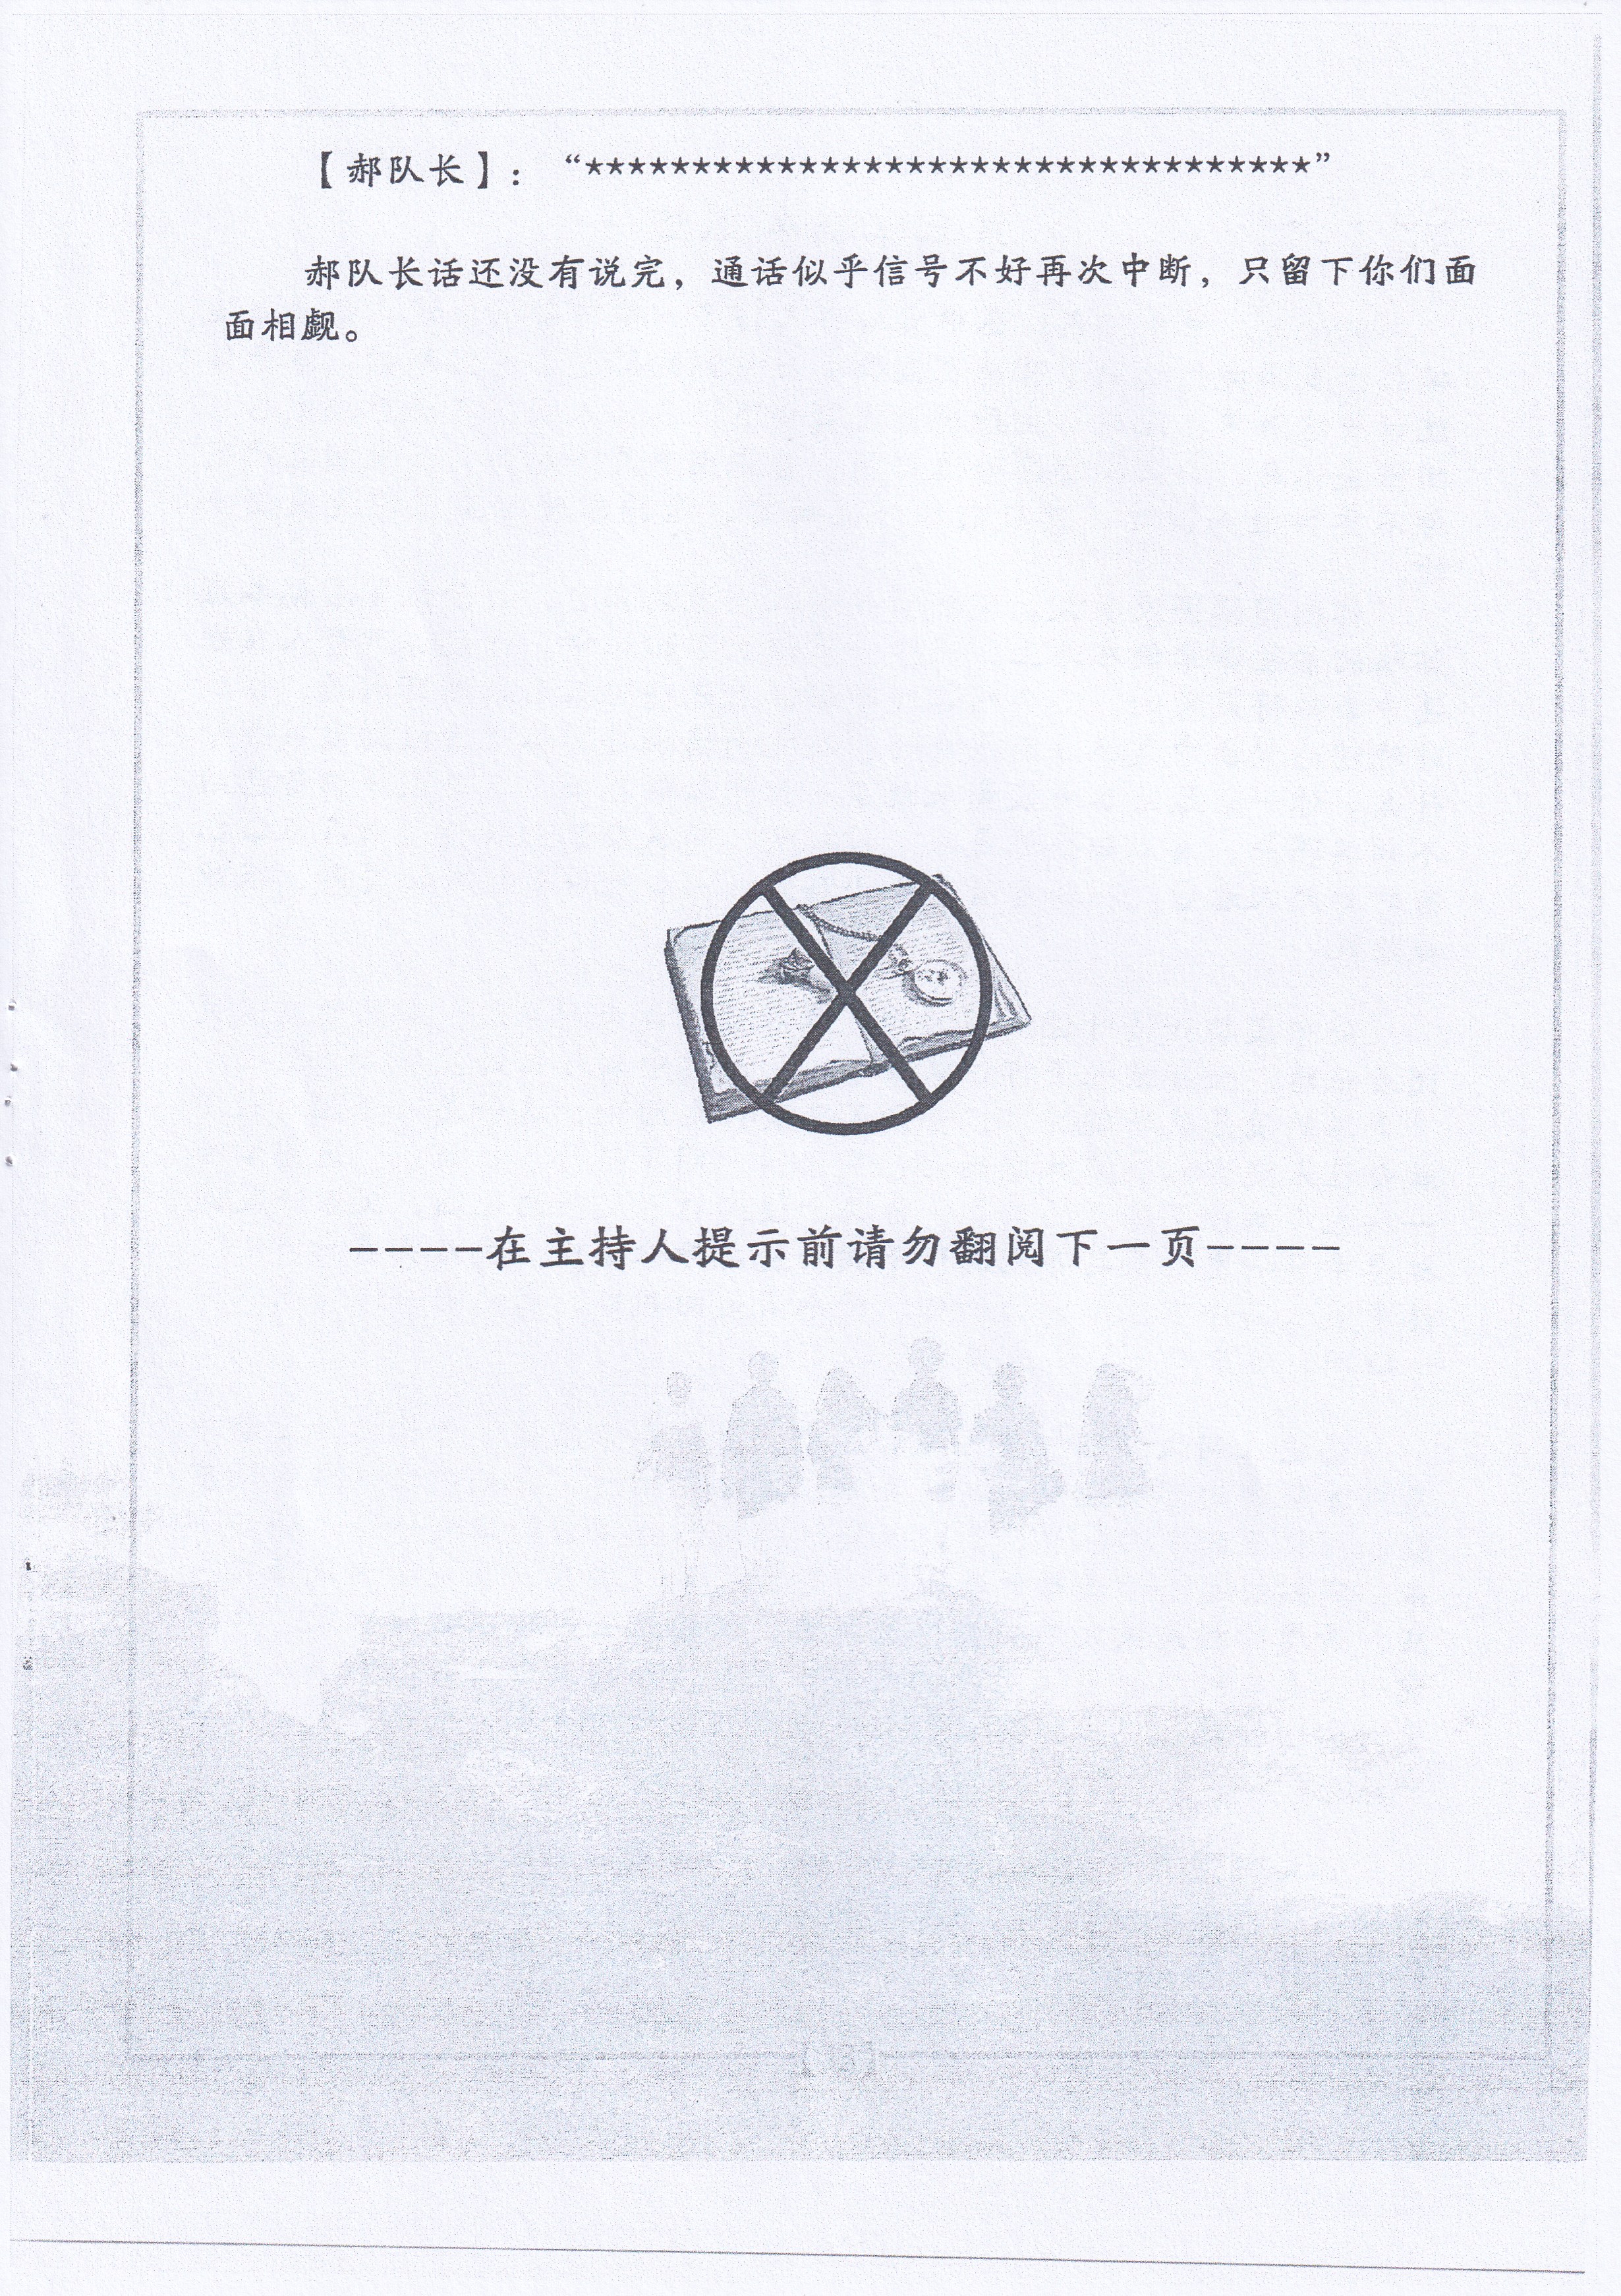 【郝队长】：“**********************************”
郝队长话还没有说完，通话似乎信号不好再次中断，只留下你们面
面相觑。
----在主持人提示前请勿翻阅下一页----